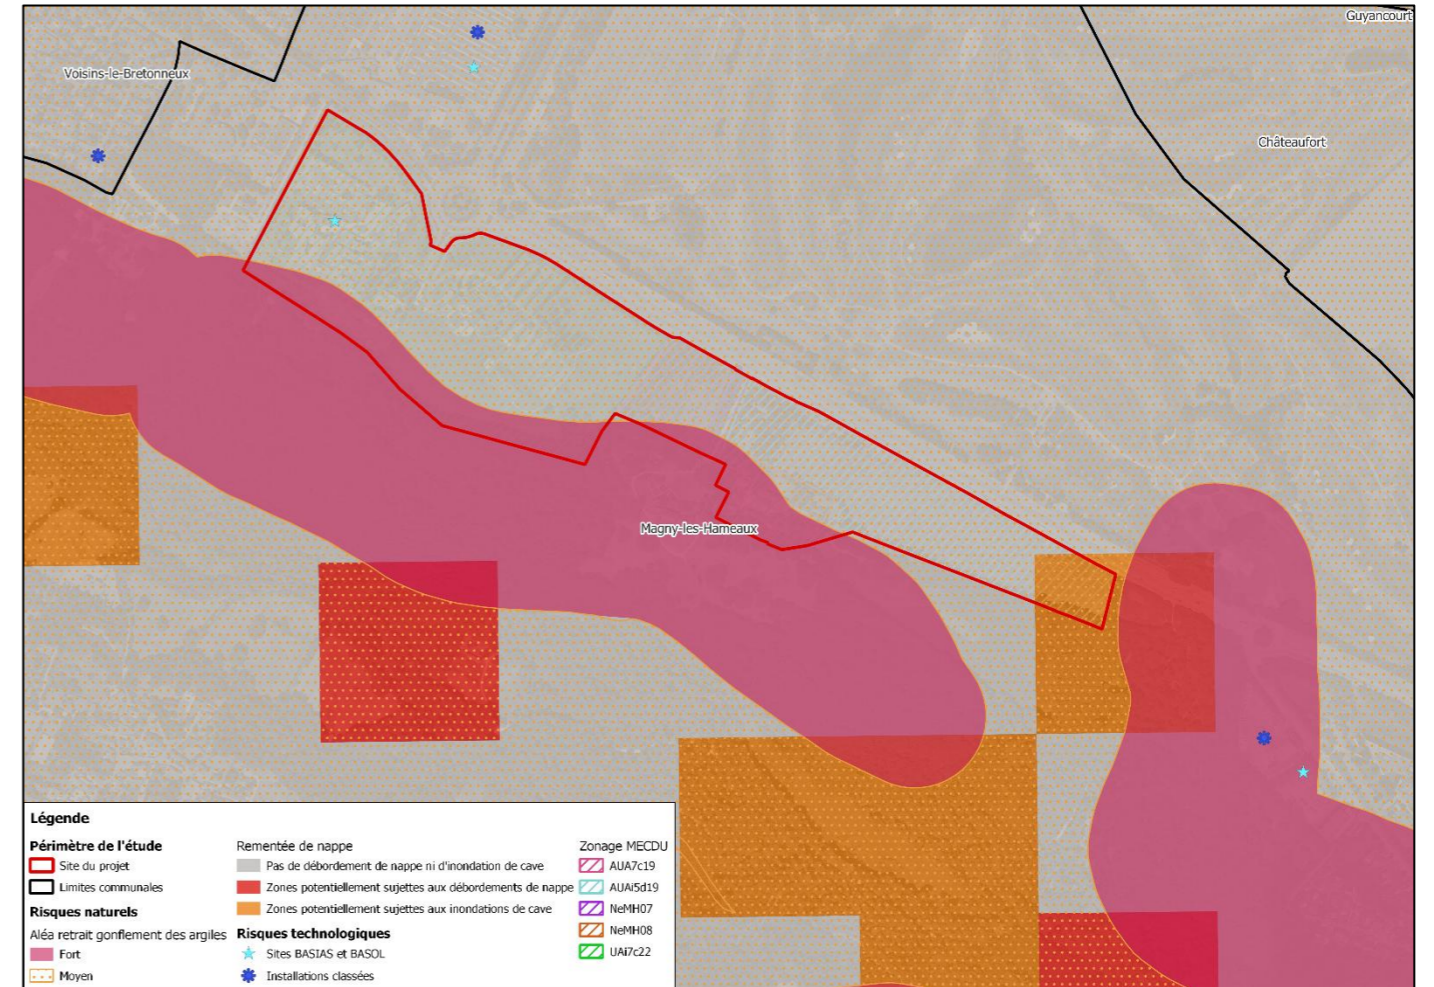 Guyancourt
Voisins-le-Bretonneux
Châteaufort
Magny-les-Hameaux
Légende
Périmètre de l'étude
Site du projet
Limites communales
Risques naturels
Aléa retrait gonflement des argiles
Fort
Moyen
Rementée de nappe
Pas de débordement de nappe ni d'inondation de cave
Zones potentiellement sujettes aux débordements de nappe
Zones potentiellement sujettes aux inondations de cave
Risques technologiques
Sites BASIAS et BASOL
Installations classées
Zonage MECDU
AUA7c19
AUAi5d19
NeMH07
NeMH08
UAi7c22